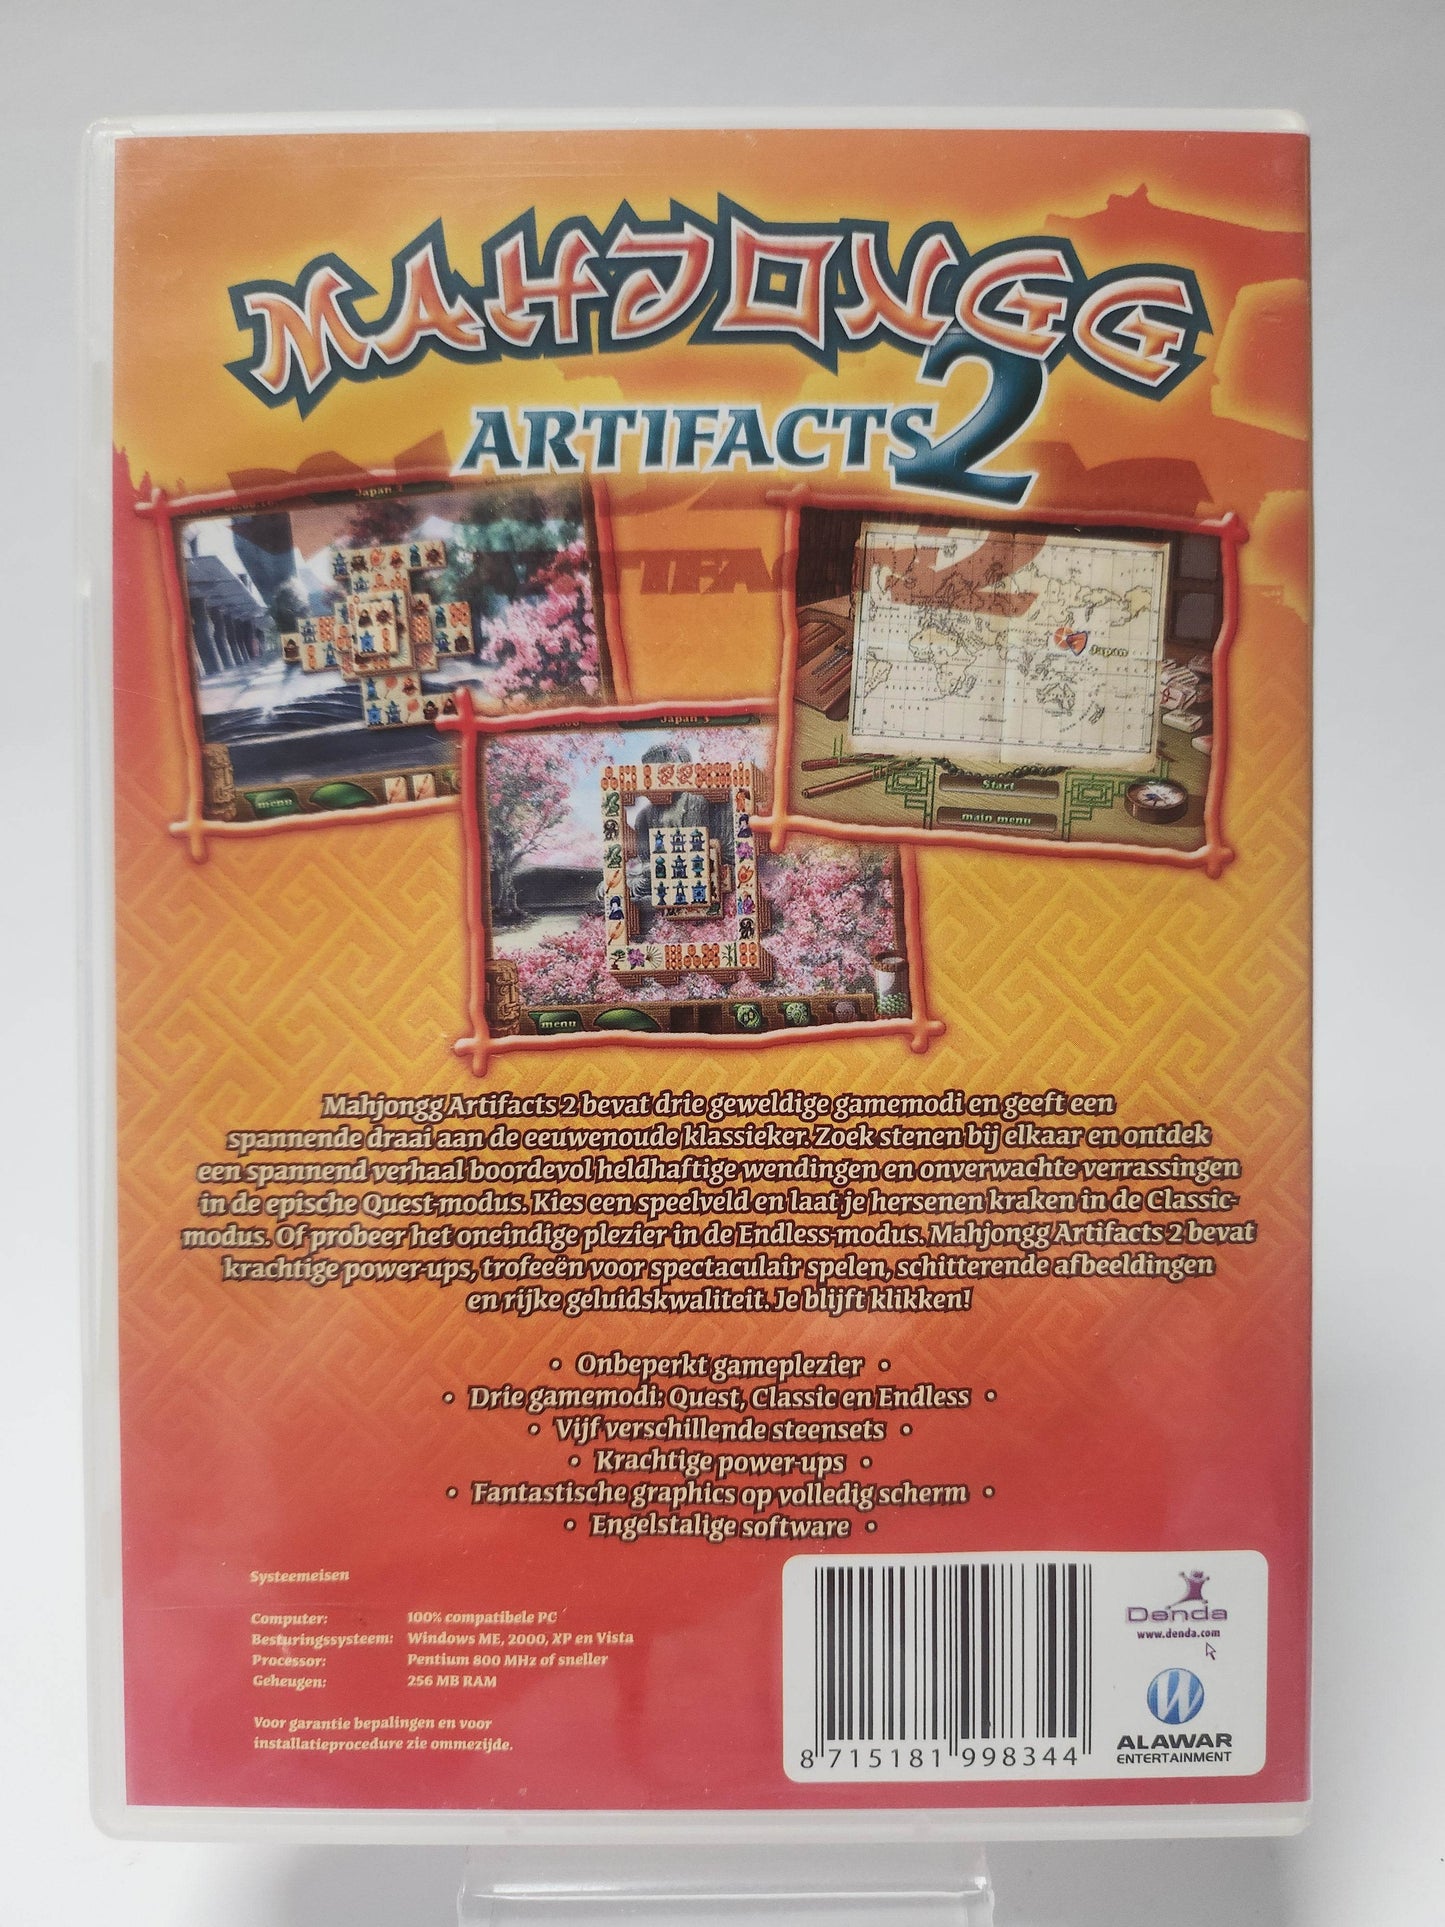 MAHJONGG
ARTIFACTS 2
Japan 2
Japan
menu
Japan 3
Start
main menu
menu
Mahjongg Artifacts 2 bevat drie geweldige gamemodi en geeft een
spannende draai aan de eeuwenoude klassieker. Zoek stenen bij elkaar en ontdek
een spannend verhaal boordevol heldhaftige wendingen en onverwachte verrassingen
in de epische Quest-modus. Kies een speelveld en laat je hersenen kraken in de Classic-
modus. Of probeer het oneindige plezier in de Endless-modus. Mahjongg Artifacts 2 bevat
krachtige power-ups, trofeeën voor spectaculair spelen, schitterende afbeeldingen
en rijke geluidskwaliteit. Je blijft klikken!
• Onbeperkt gameplezier •
• Drie gamemodi: Quest, Classic en Endless •
• Vijf verschillende steensets •
• Krachtige power-ups •
• Fantastische graphics op volledig scherm •
• Engelstalige software •
Systeemeisen
Computer: 100% compatibele PC
Besturingssysteem: Windows ME, 2000, XP en Vista
Processor: Pentium 800 MHz of sneller
Geheugen: 256 MB RAM
Voor garantie bepalingen en voor
installatieprocedure zie ommezijde.
8 715181 998344
Denda
www.denda.com
ALAWAR
ENTERTAINMENT